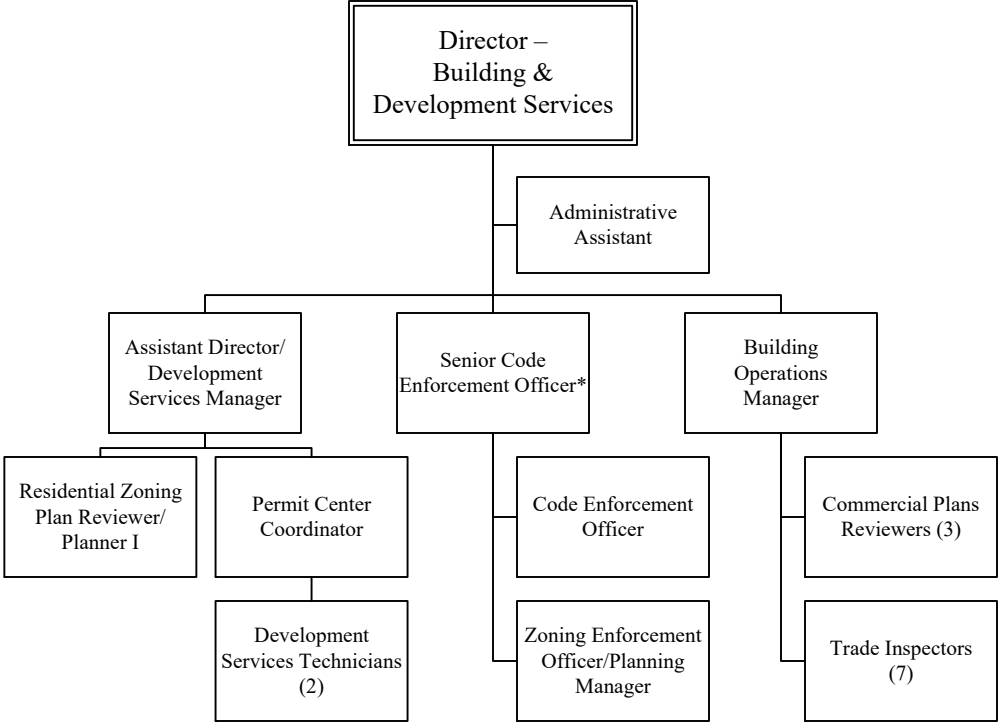 Director –
Building &
Development Services
Administrative
Assistant
Assistant Director/
Development
Services Manager
Senior Code
Enforcement Officer*
Building
Operations
Manager
Residential Zoning
Plan Reviewer/
Planner I
Permit Center
Coordinator
Code Enforcement
Officer
Commercial Plans
Reviewers (3)
Development
Services Technicians
(2)
Zoning Enforcement
Officer/Planning
Manager
Trade Inspectors
(7)